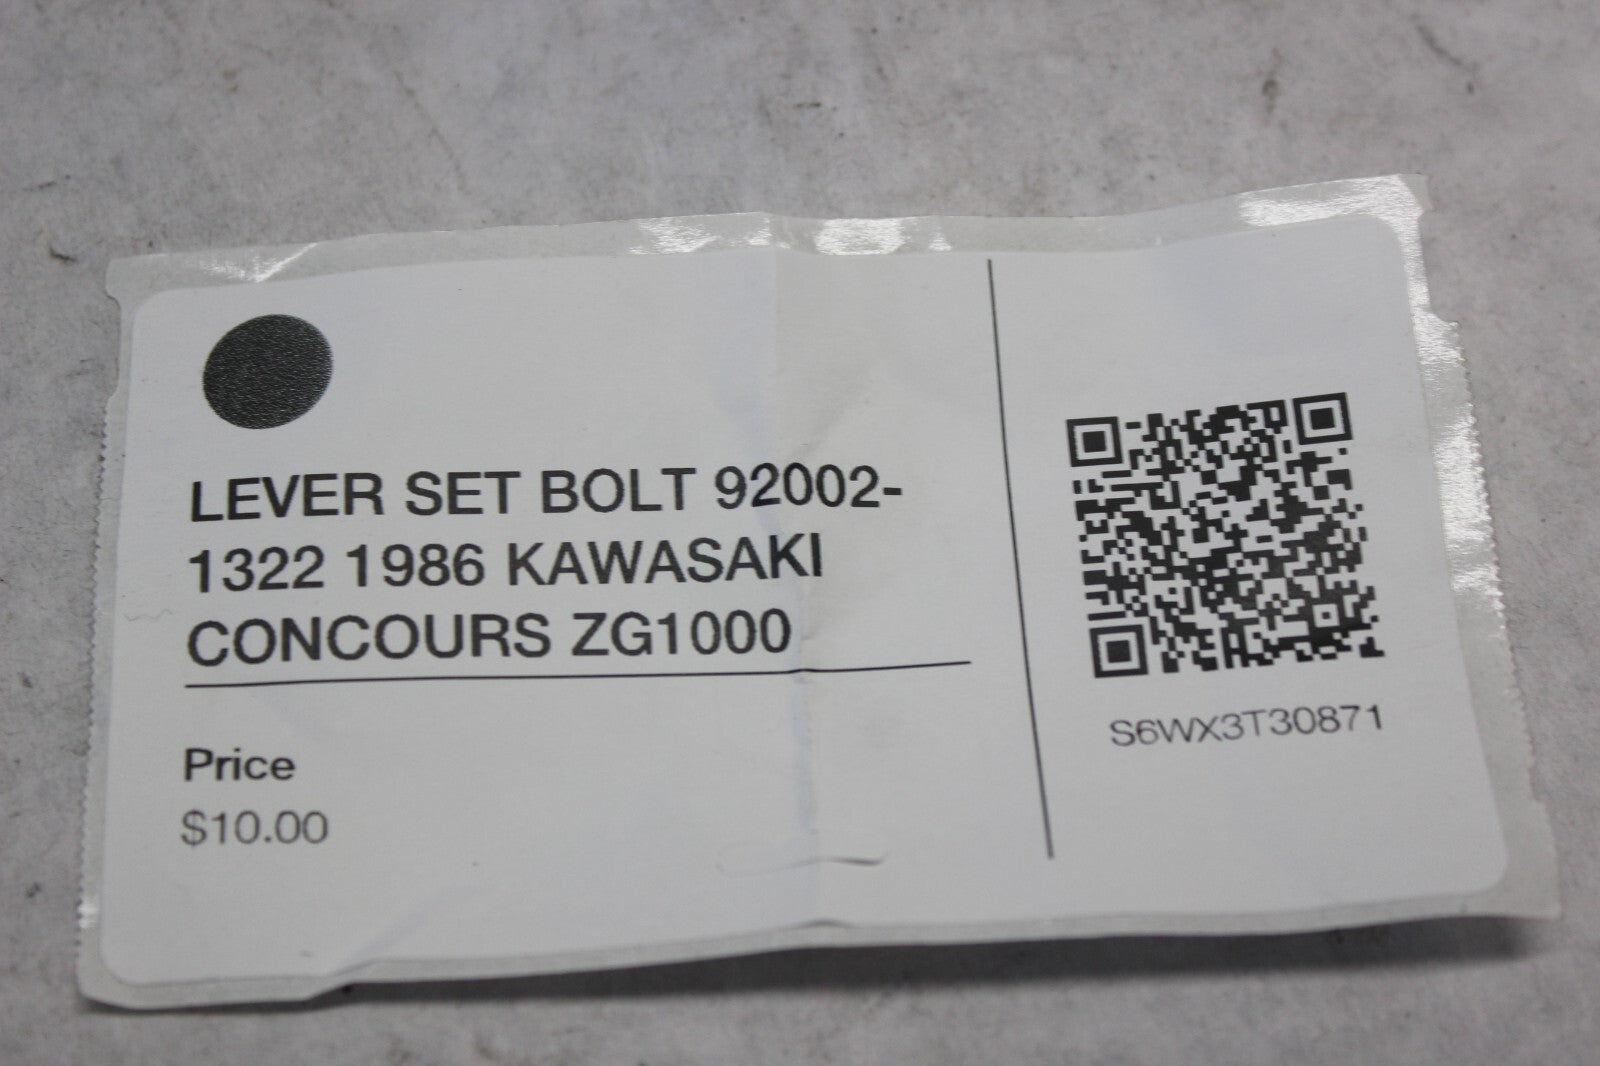 LEVER SET BOLT 92002-
1322 1986 KAWASAKI
CONCOURS ZG1000
Price
$10.00
S6WX3T30871